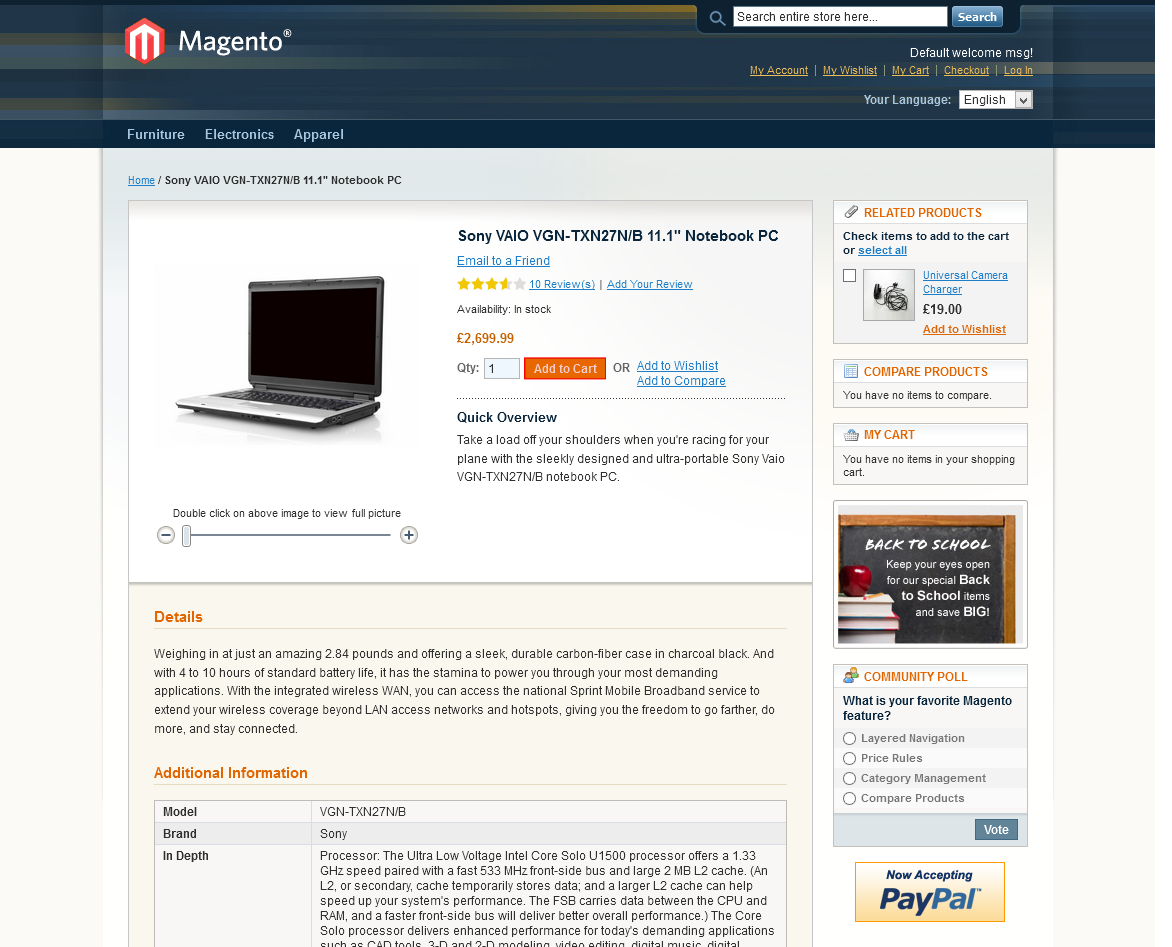 Search entire store here...
Search
Magento®
Default welcome msg!
My Account | My Wishlist | My Cart | Checkout | Log In
Your Language: English
Furniture Electronics Apparel
Home / Sony VAIO VGN-TXN27N/B 11.1" Notebook PC
Sony VAIO VGN-TXN27N/B 11.1" Notebook PC
Email to a Friend
10 Review(s) | Add Your Review
Availability: In stock
£2,699.99
Qty: 1 Add to Cart OR Add to Wishlist
Add to Compare
Quick Overview
Take a load off your shoulders when you're racing for your
plane with the sleekly designed and ultra-portable Sony Vaio
VGN-TXN27N/B notebook PC.
Double click on above image to view full picture
Details
Weighing in at just an amazing 2.84 pounds and offering a sleek, durable carbon-fiber case in charcoal black. And
with 4 to 10 hours of standard battery life, it has the stamina to power you through your most demanding
applications. With the integrated wireless WAN, you can access the national Sprint Mobile Broadband service to
extend your wireless coverage beyond LAN access networks and hotspots, giving you the freedom to go farther, do
more, and stay connected.
Additional Information
Model VGN-TXN27N/B
Brand Sony
In Depth Processor: The Ultra Low Voltage Intel Core Solo U1500 processor offers a 1.33
GHz speed paired with a fast 533 MHz front-side bus and large 2 MB L2 cache. (An
L2, or secondary, cache temporarily stores data; and a larger L2 cache can help
speed up your system's performance. The FSB carries data between the CPU and
RAM, and a faster front-side bus will deliver better overall performance.) The Core
Solo processor delivers enhanced performance for today's demanding applications
such as CAD tools, 3-D and 2-D modeling, video editing, digital music, digital
RELATED PRODUCTS
Check items to add to the cart
or select all
Universal Camera
Charger
£19.00
Add to Wishlist
COMPARE PRODUCTS
You have no items to compare.
MY CART
You have no items in your shopping
cart.
BACK TO SCHOOL
Keep your eyes open
for our special Back
to School items
and save BIG!
COMMUNITY POLL
What is your favorite Magento
feature?
Layered Navigation
Price Rules
Category Management
Compare Products
Vote
Now Accepting
PayPal™